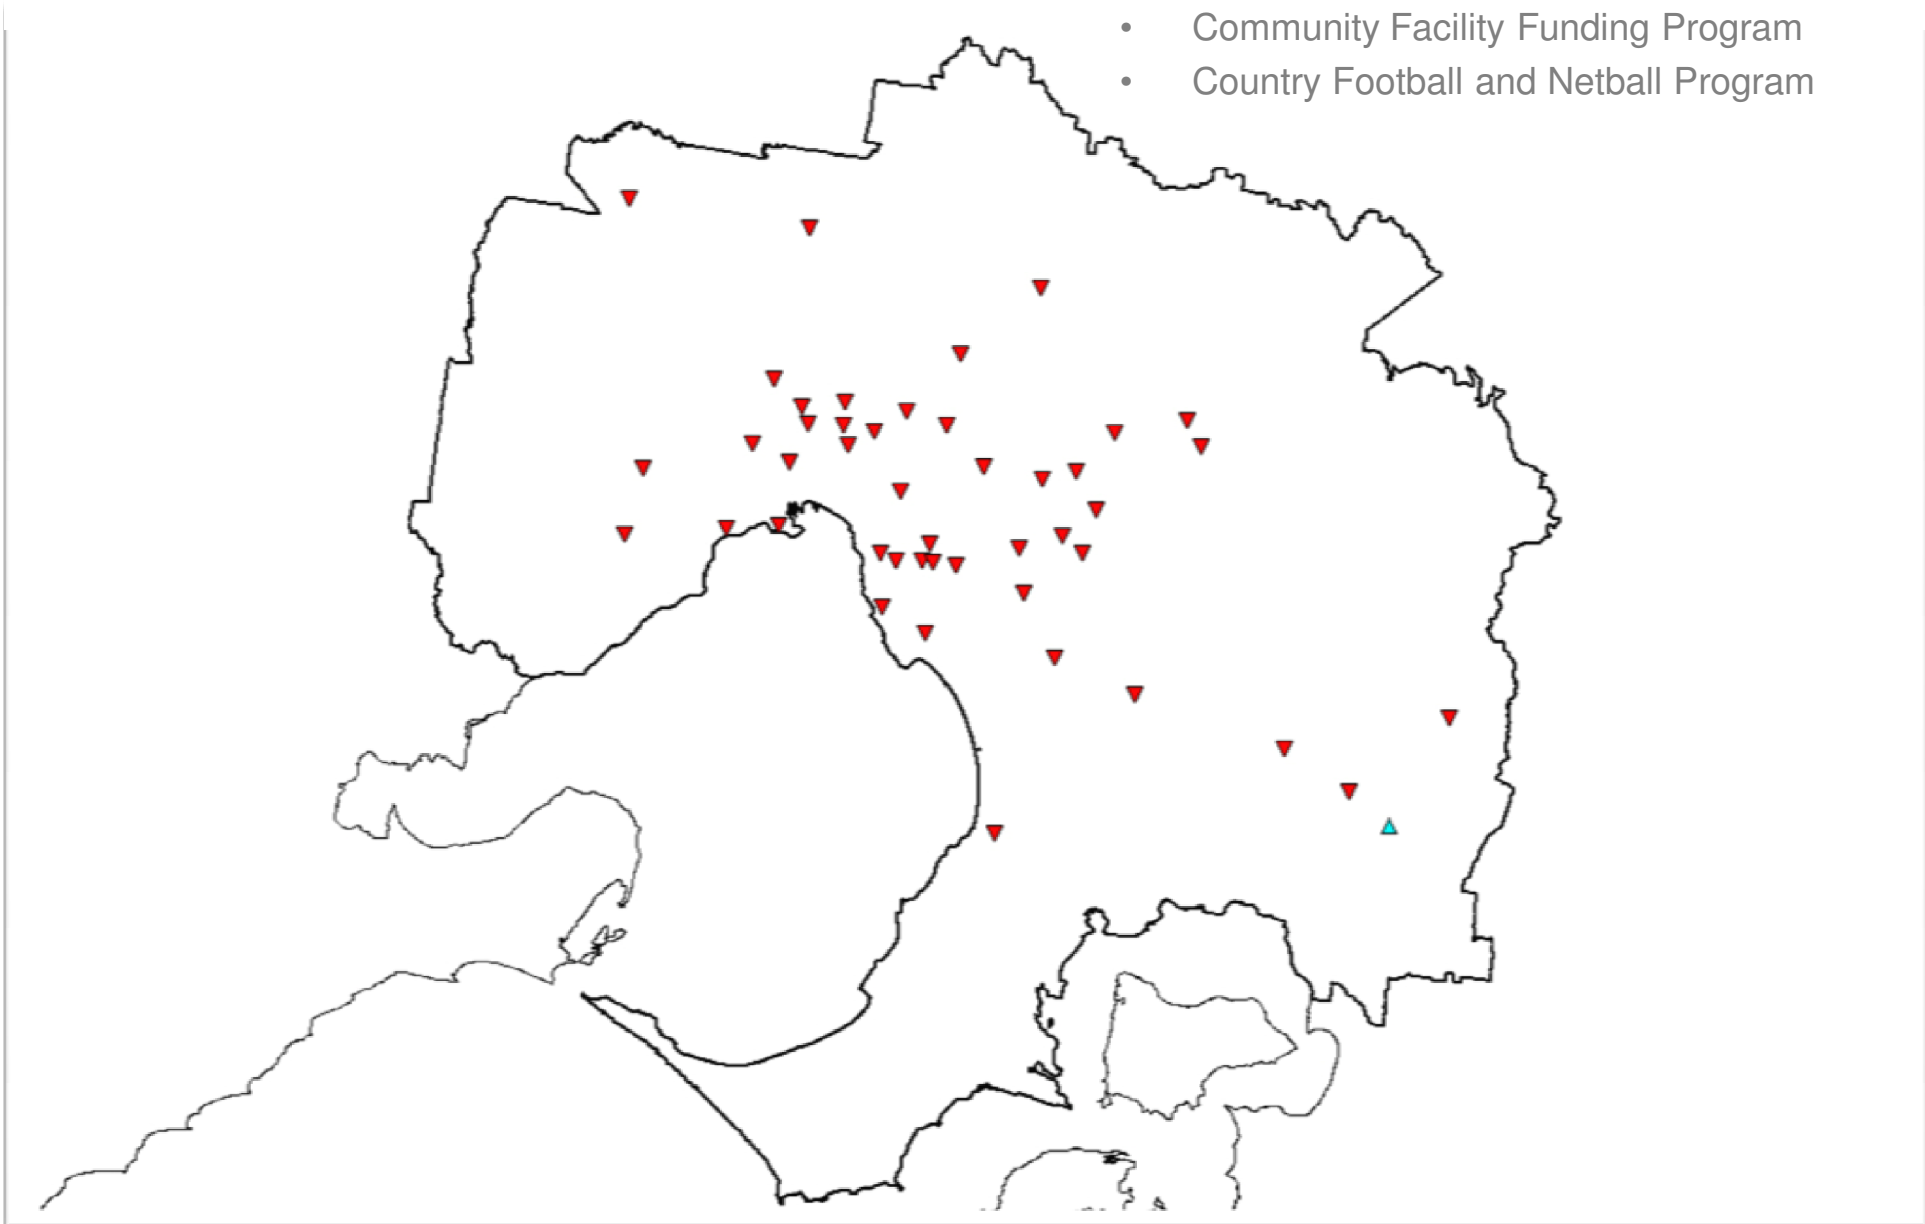 • Community Facility Funding Program
• Country Football and Netball Program